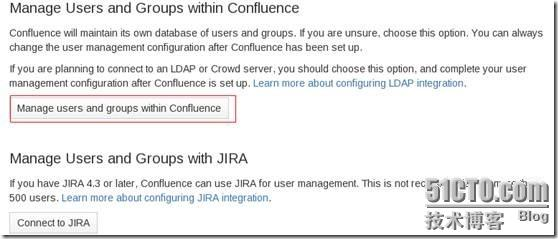 Manage Users and Groups within Confluence
Confluence will maintain its own database of users and groups. If you are unsure, choose this option. You can always
change the user management configuration after Confluence has been set up.
If you are planning to connect to an LDAP or Crowd server, you should choose this option, and complete your user
management configuration after Confluence is set up. Learn more about configuring LDAP integration.
Manage users and groups within Confluence
Manage Users and Groups with JIRA
If you have JIRA 4.3 or later, Confluence can use JIRA for user management. This is not
500 users. Learn more about configuring JIRA integration.
Connect to JIRA
51CTO.com
技术博客 Blog